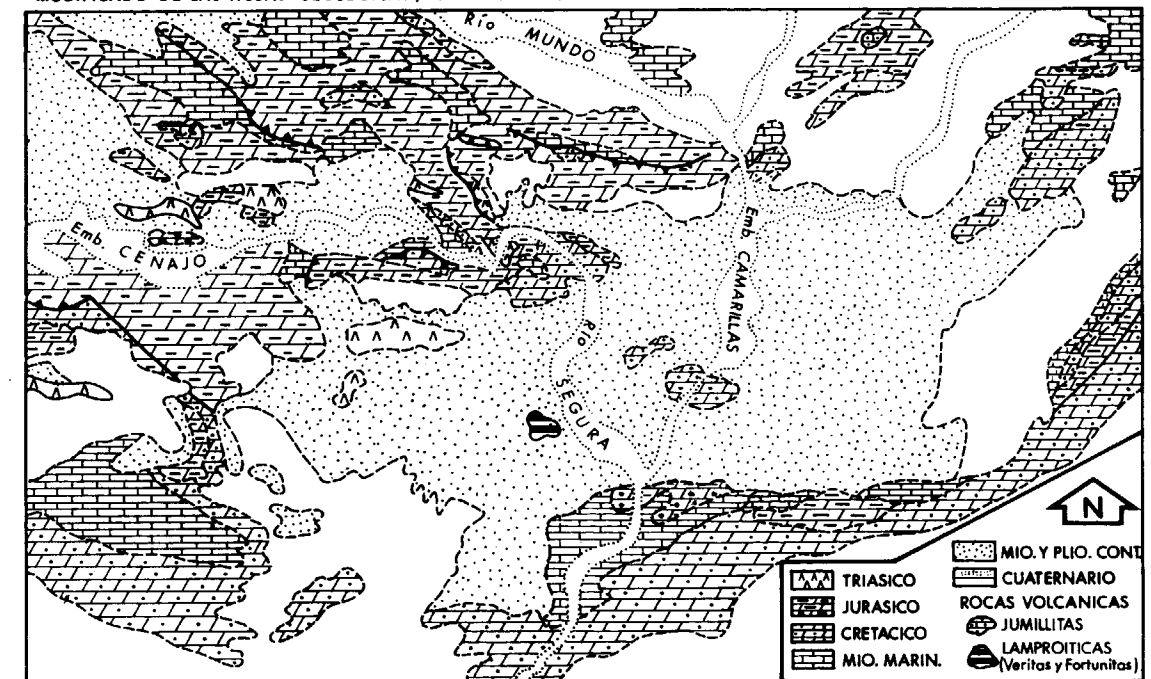 Río MUNDO
Emb. CENAJO
Emb. CAMARILLAS
Río SEGURA
N
TRIASICO
JURASICO
CRETACICO
MIO. MARIN.
MIO. Y PLIO. CONT.
CUATERNARIO
ROCAS VOLCANICAS
JUMILLITAS
LAMPROITICAS
(Veritas y Fortunitas)